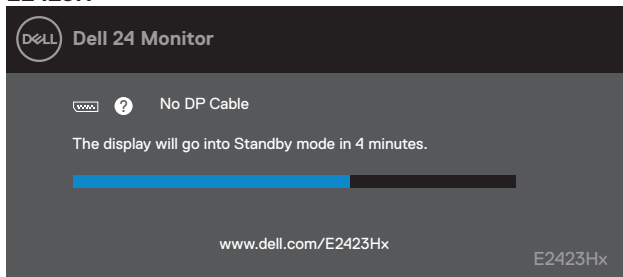 DELL Dell 24 Monitor
? No DP Cable
The display will go into Standby mode in 4 minutes.
www.dell.com/E2423Hx
E2423Hx